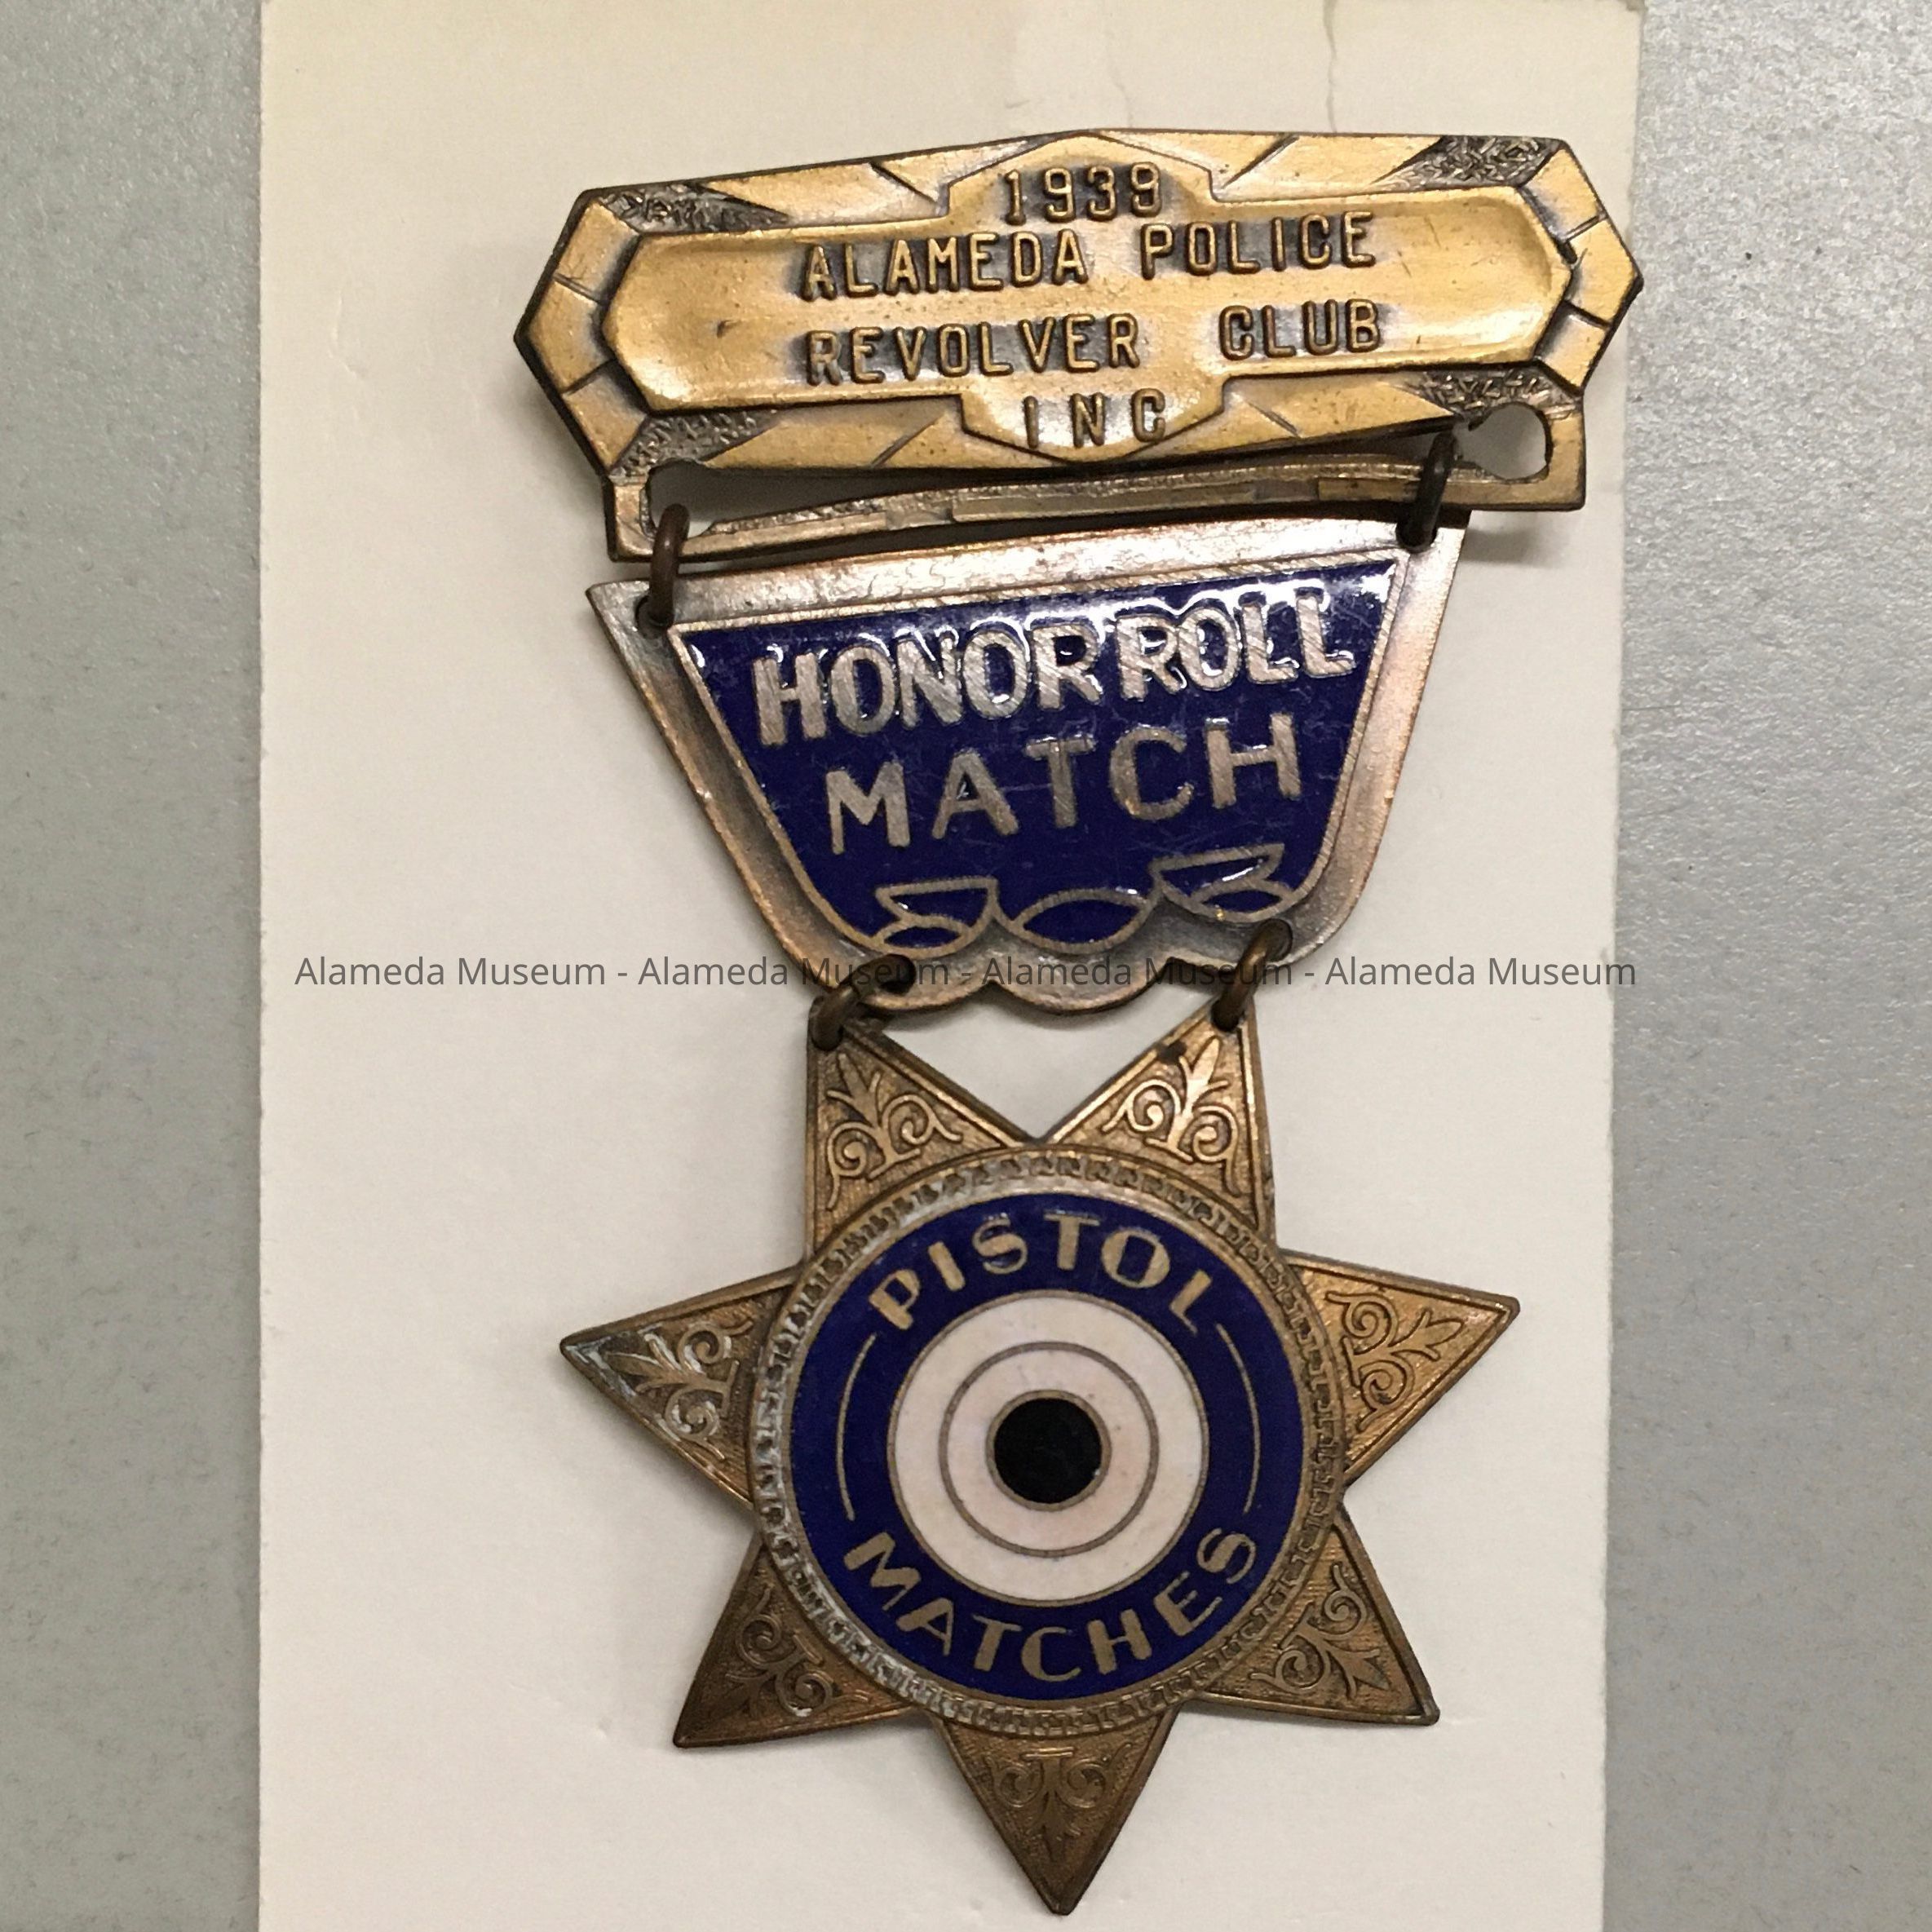 1939
ALAMEDA POLICE
REVOLVER CLUB
INC
HONOR ROLL
MATCH
Alameda Museum - Alameda Museum - Alameda Museum - Alameda Museum
PISTOL
MATCHES